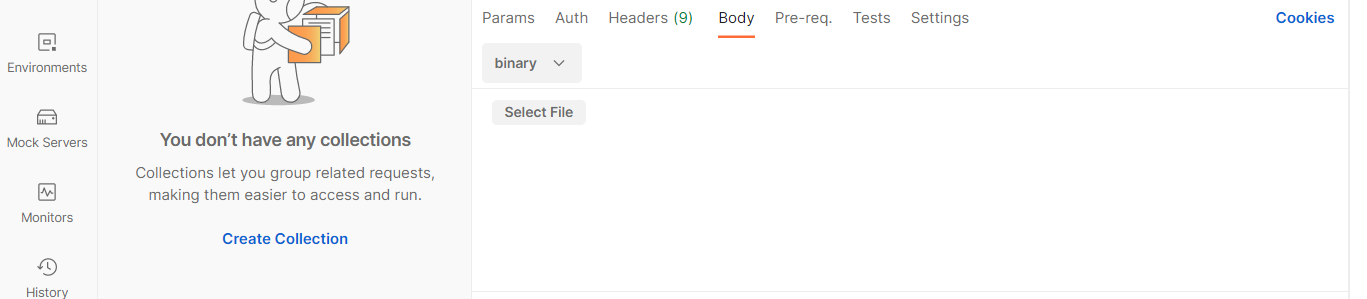 Environments
Mock Servers
Monitors
History
You don’t have any collections
Collections let you group related requests,
making them easier to access and run.
Create Collection
Params Auth Headers (9) Body Pre-req. Tests Settings Cookies
binary
Select File